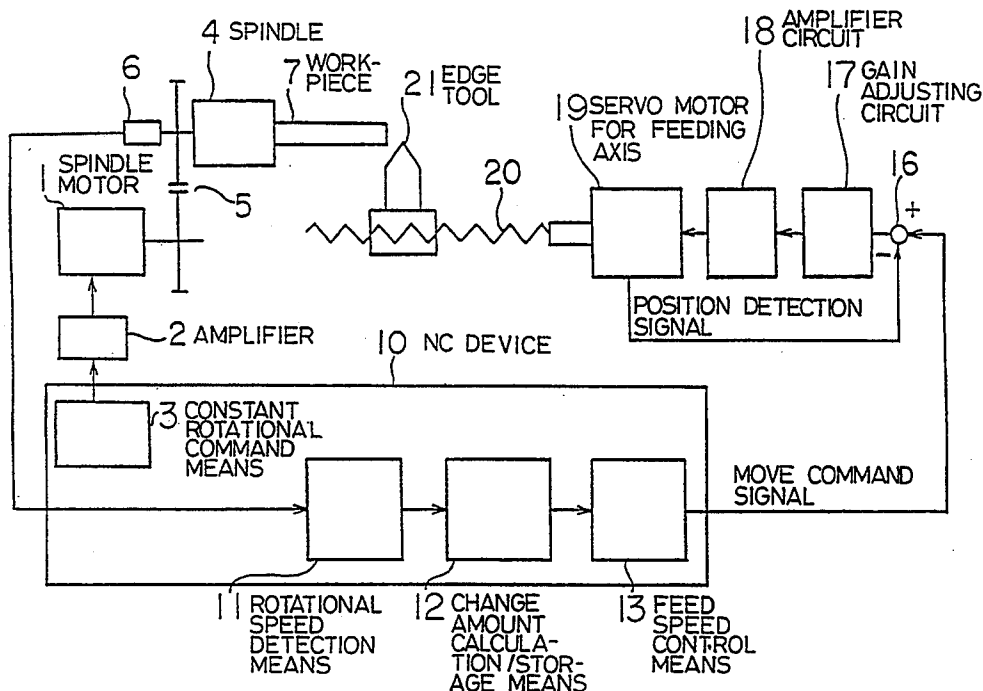 4 SPINDLE
6
7 WORK-
PIECE
21 EDGE
TOOL
18 AMPLIFIER
CIRCUIT
17 GAIN
ADJUSTING
CIRCUIT
19 SERVO MOTOR
FOR FEEDING
AXIS
16
+
−
20
5
1 SPINDLE
MOTOR
2 AMPLIFIER
POSITION DETECTION
SIGNAL
10 NC DEVICE
3 CONSTANT
ROTATIONAL
COMMAND
MEANS
MOVE COMMAND
SIGNAL
11 ROTATIONAL
SPEED
DETECTION
MEANS
12 CHANGE
AMOUNT
CALCULA-
TION/STOR-
AGE MEANS
13 FEED
SPEED
CONTROL
MEANS